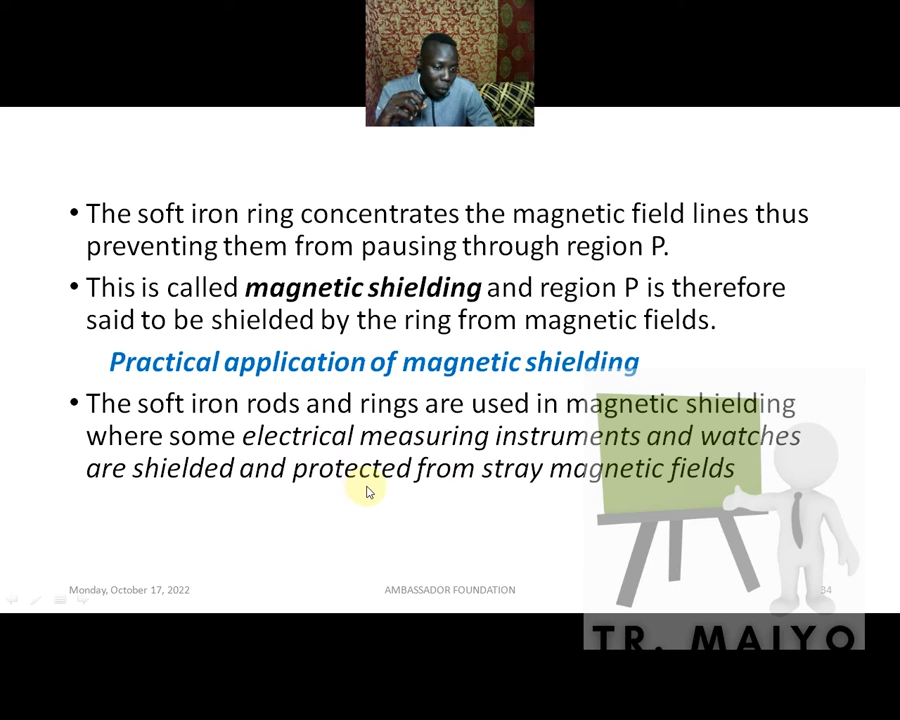 • The soft iron ring concentrates the magnetic field lines thus
preventing them from pausing through region P.
• This is called magnetic shielding and region P is therefore
said to be shielded by the ring from magnetic fields.
Practical application of magnetic shielding
• The soft iron rods and rings are used in magnetic shielding
where some electrical measuring instruments and watches
are shielded and protected from stray magnetic fields
Monday, October 17, 2022
AMBASSADOR FOUNDATION
34
TR. MAIYO